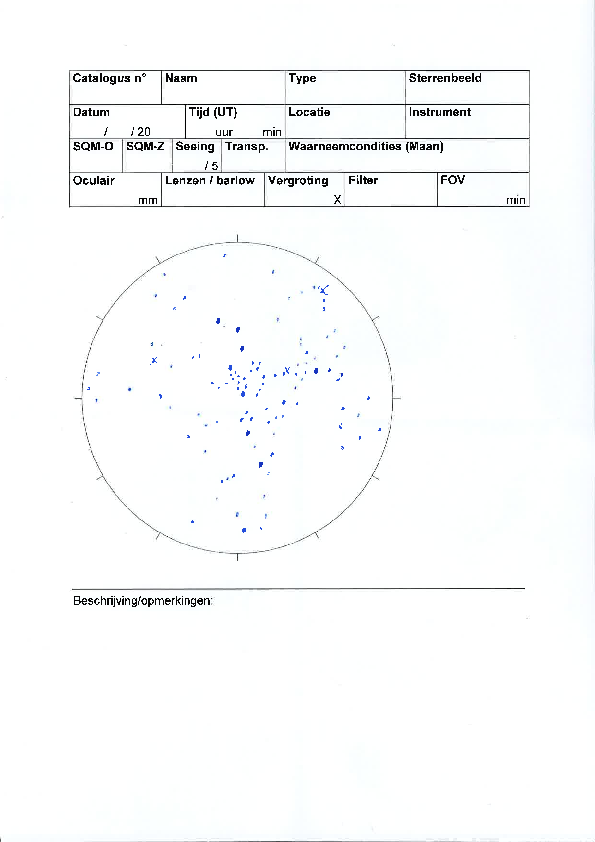 Catalogus n° Naam Type Sterrenbeeld
Datum Tijd (UT) Locatie Instrument
/ / 20 uur min
SQM-O SQM-Z Seeing Transp. Waarneemcondities (Maan)
/ 5
Oculair Lenzen / barlow Vergroting Filter FOV
mm X min
Beschrijving/opmerkingen: